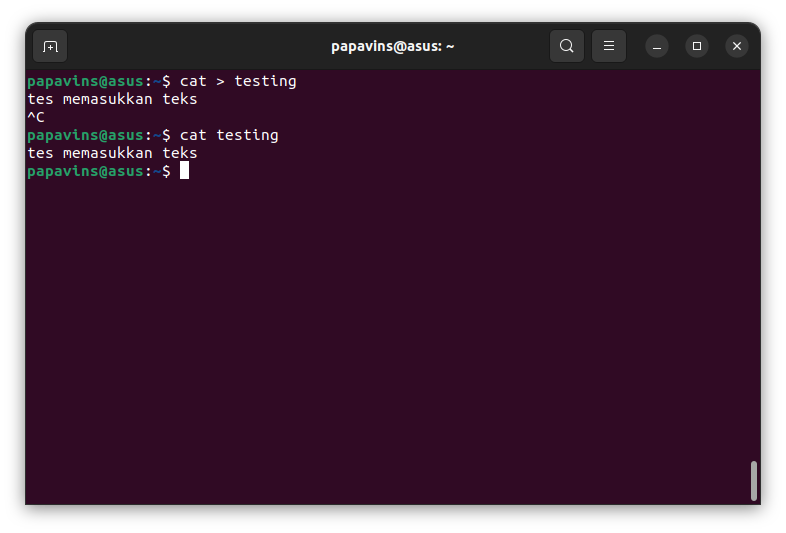 papavins@asus: ~
papavins@asus:~$ cat > testing
tes memasukkan teks
^C
papavins@asus:~$ cat testing
tes memasukkan teks
papavins@asus:~$